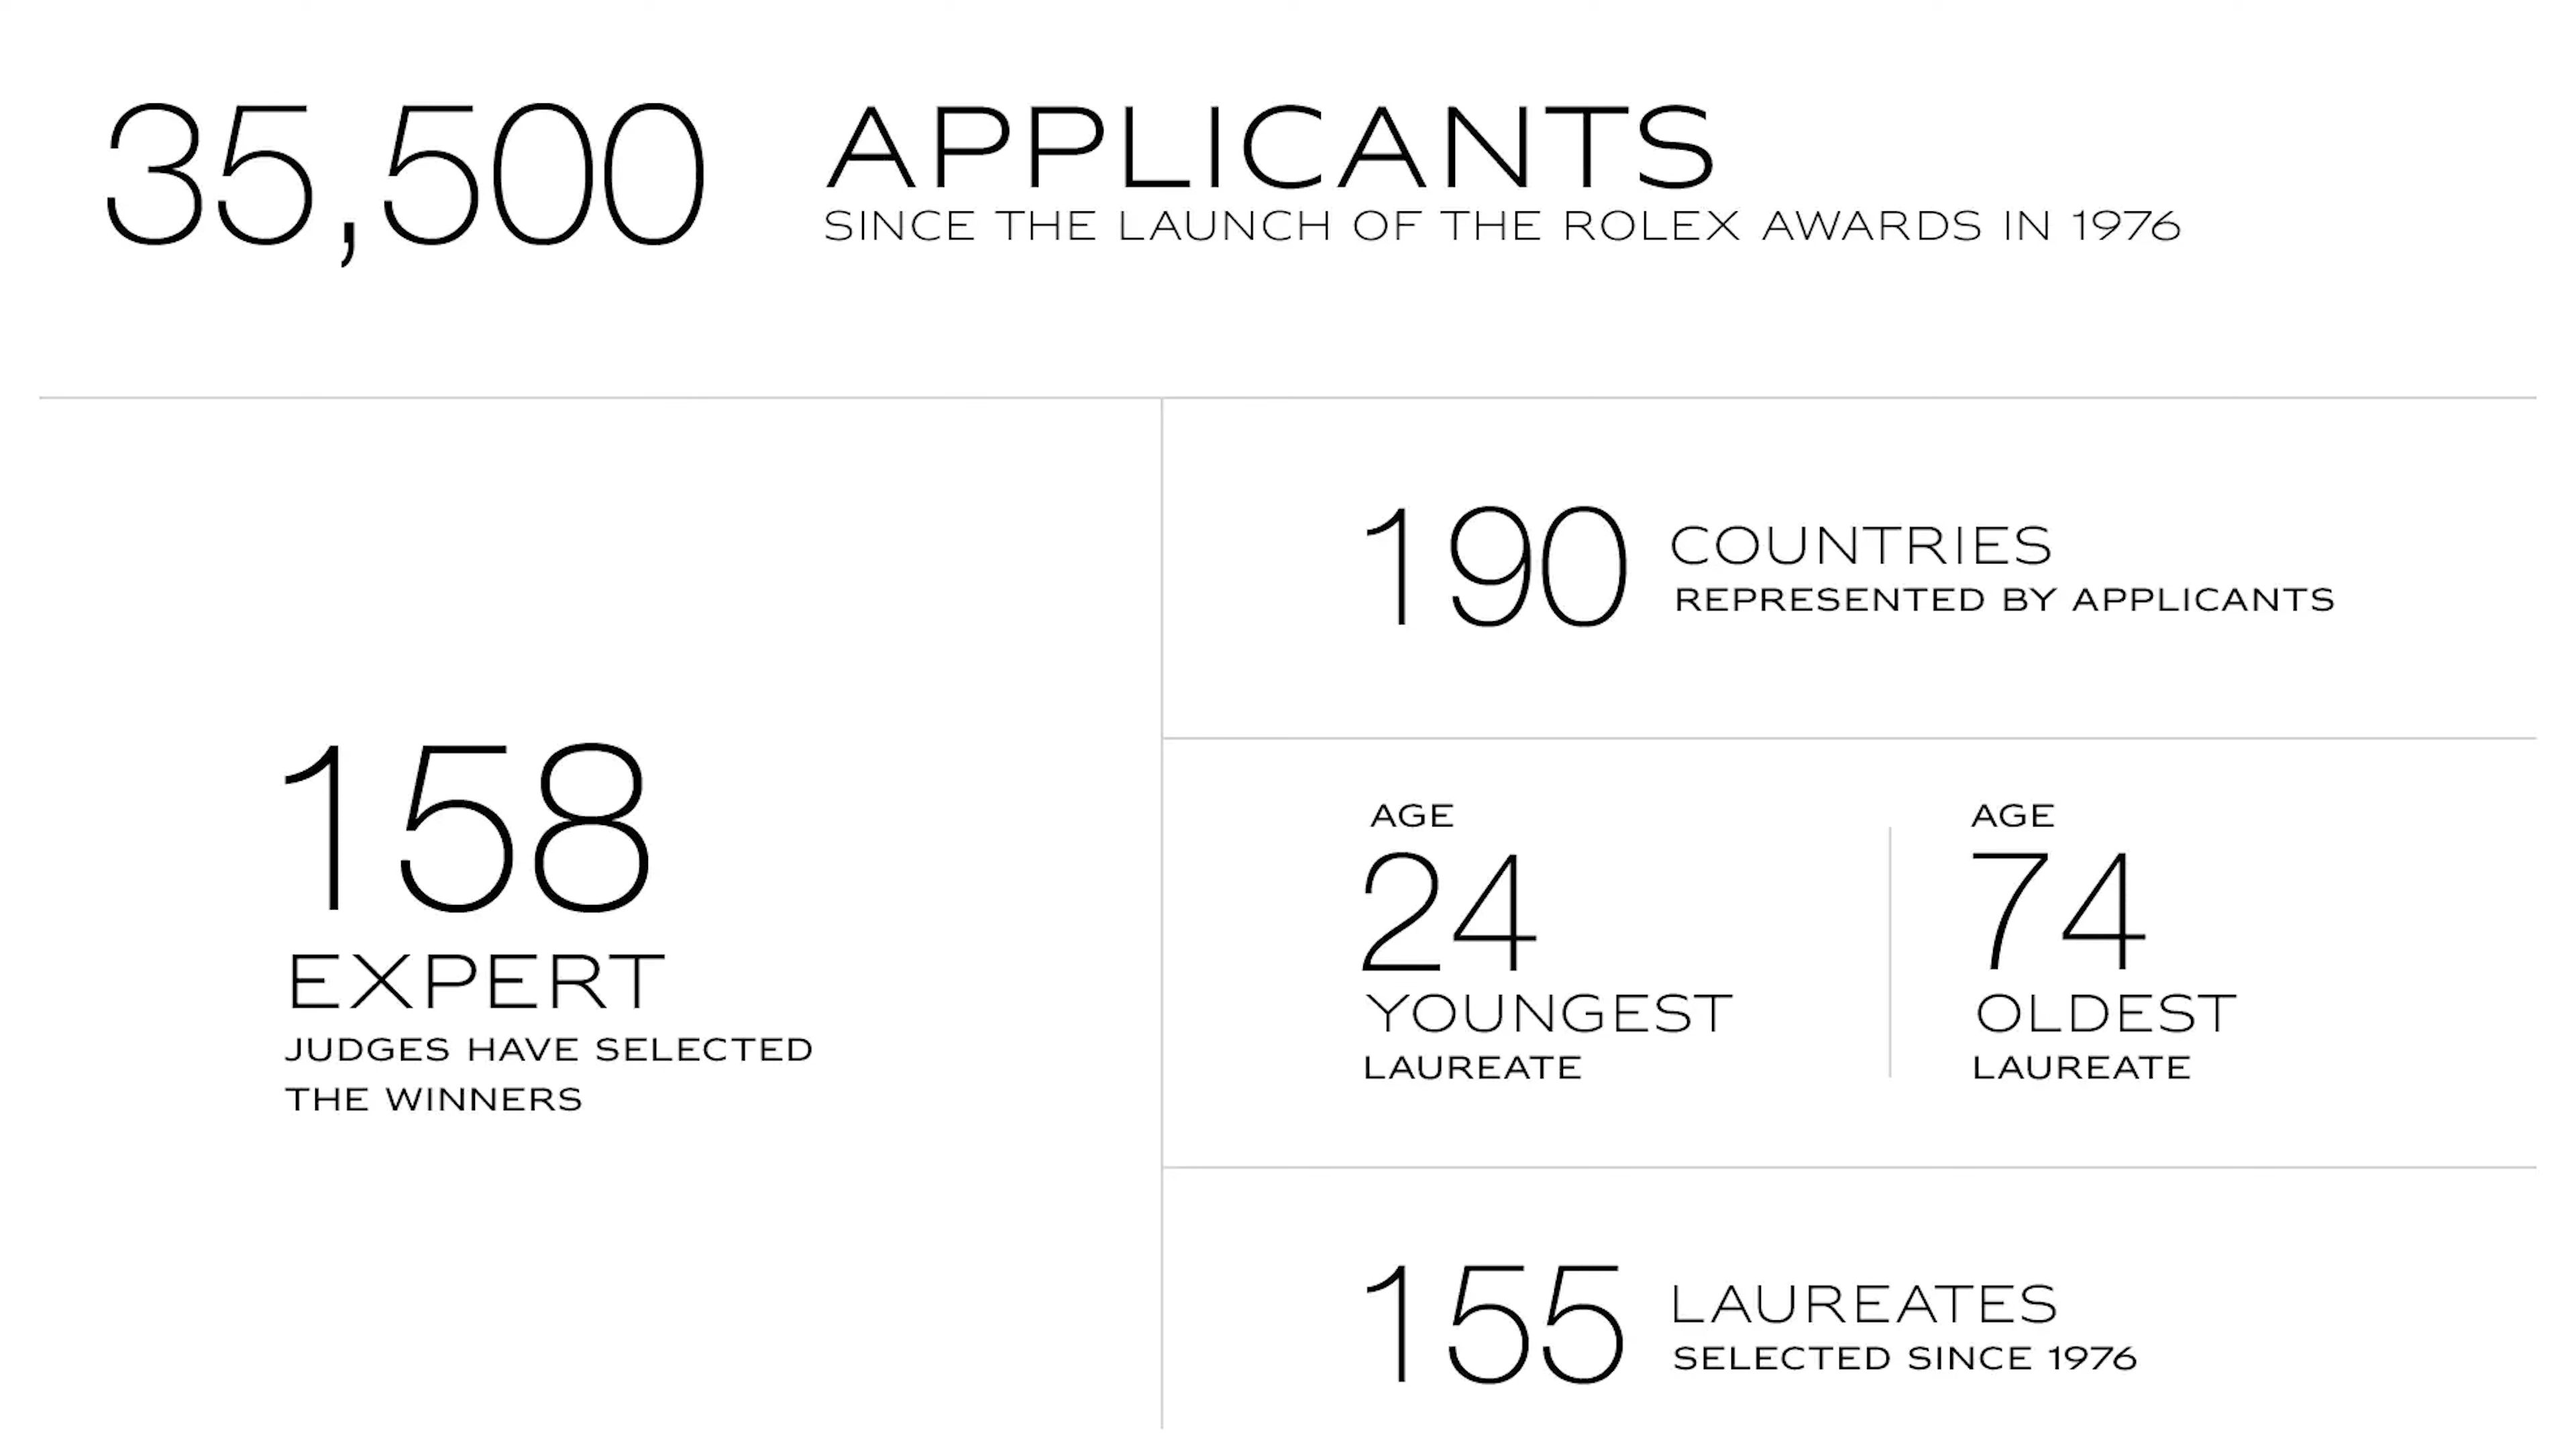 35,500 APPLICANTS
SINCE THE LAUNCH OF THE ROLEX AWARDS IN 1976
158
EXPERT
JUDGES HAVE SELECTED
THE WINNERS
190 COUNTRIES
REPRESENTED BY APPLICANTS
AGE
24
YOUNGEST
LAUREATE
AGE
74
OLDEST
LAUREATE
155 LAUREATES
SELECTED SINCE 1976